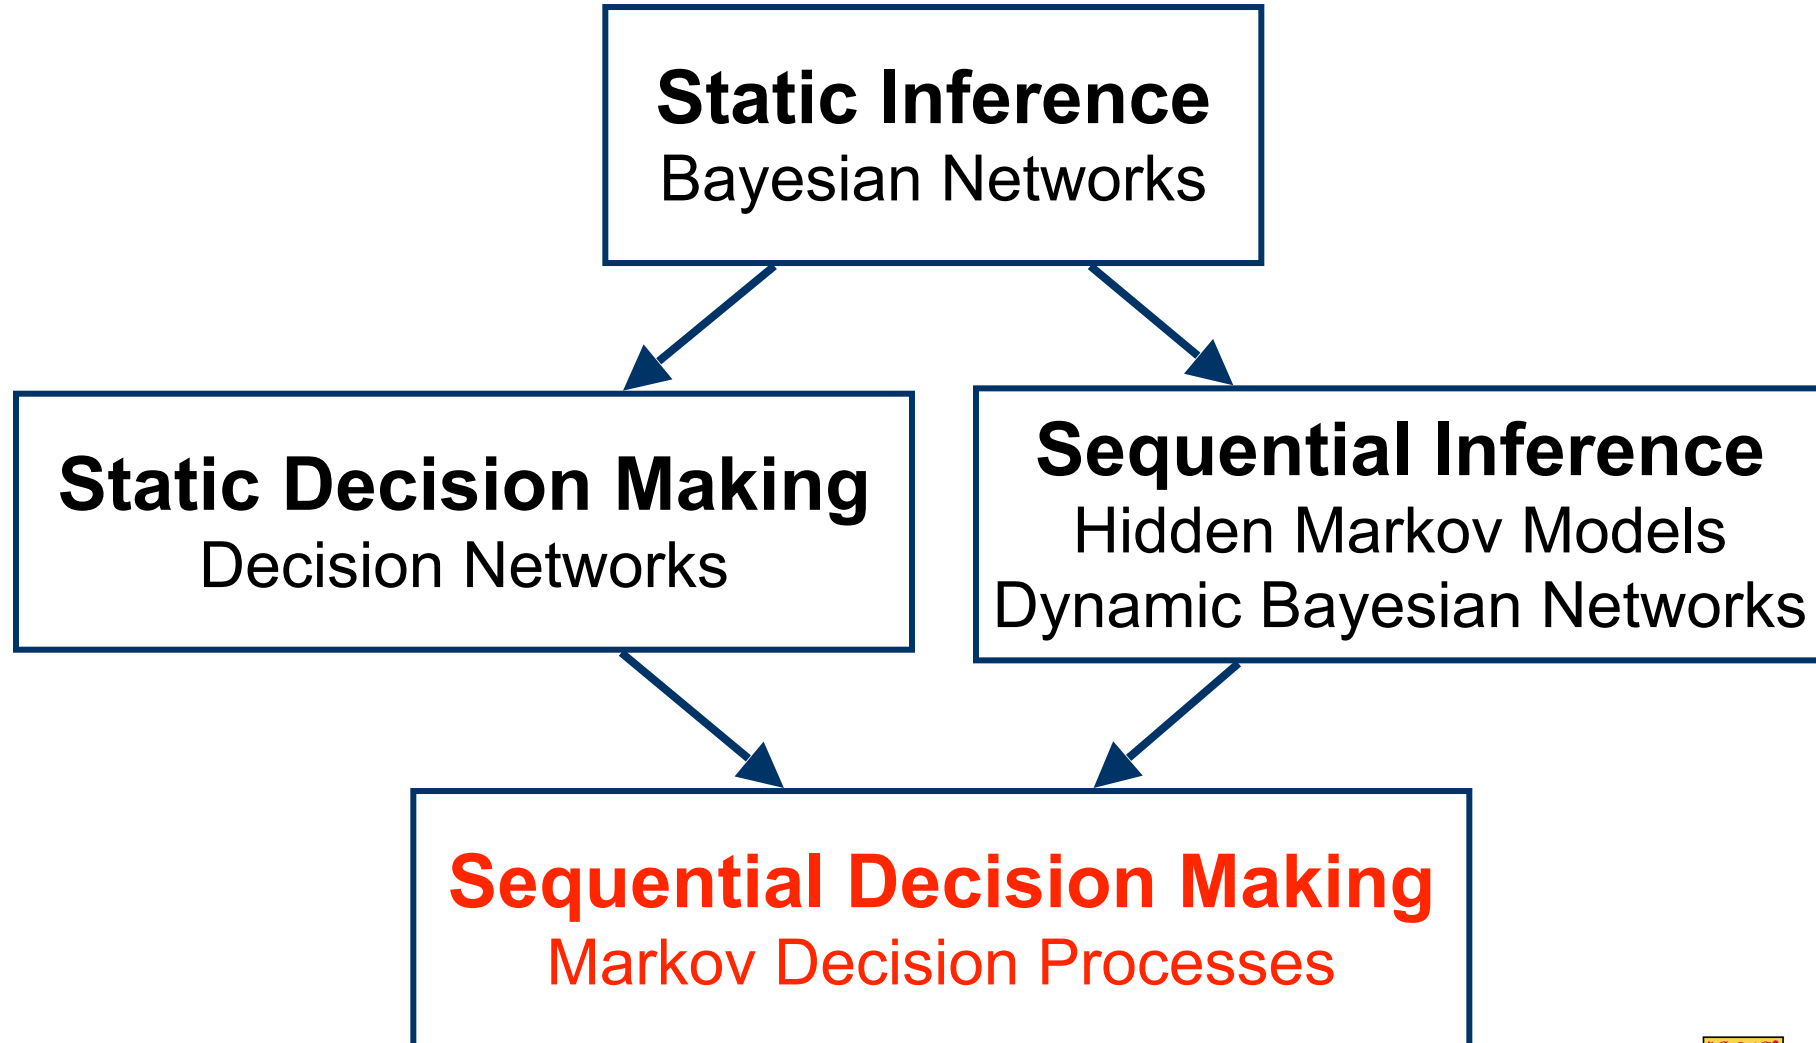 Static Inference
Bayesian Networks
Static Decision Making
Decision Networks
Sequential Inference
Hidden Markov Models
Dynamic Bayesian Networks
Sequential Decision Making
Markov Decision Processes